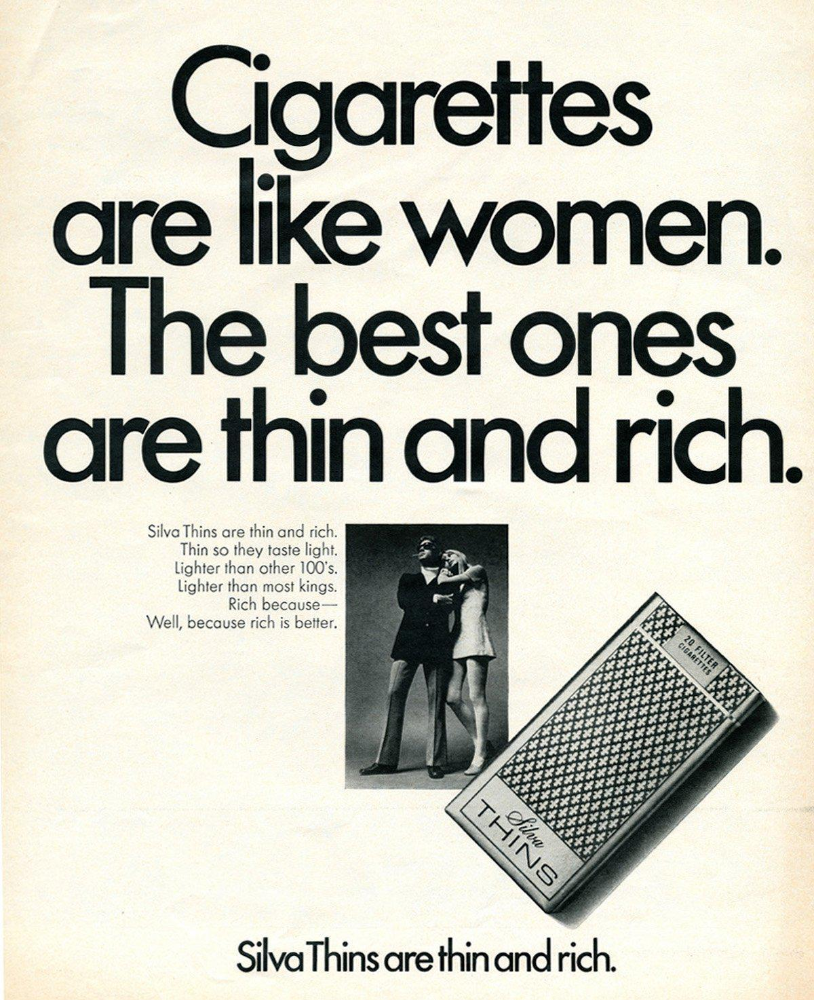 Cigarettes
are like women.
The best ones
are thin and rich.
Silva Thins are thin and rich.
Thin so they taste light.
Lighter than other 100's.
Lighter than most kings.
Rich because—
Well, because rich is better.
20 FILTER
CIGARETTES
Silva
THINS
Silva Thins are thin and rich.